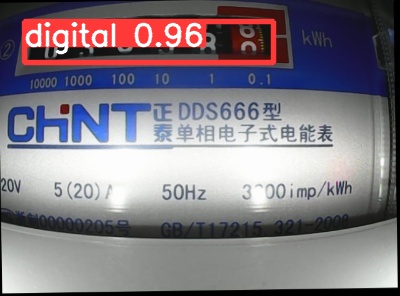 digital 0.96
② kWh
10000 1000 100 10 1 0.1
CHNT 正泰 DDS666型
单相电子式电能表
20V 5(20)A 50Hz imp/kWh
00000205号 GB/T17215.321-2008